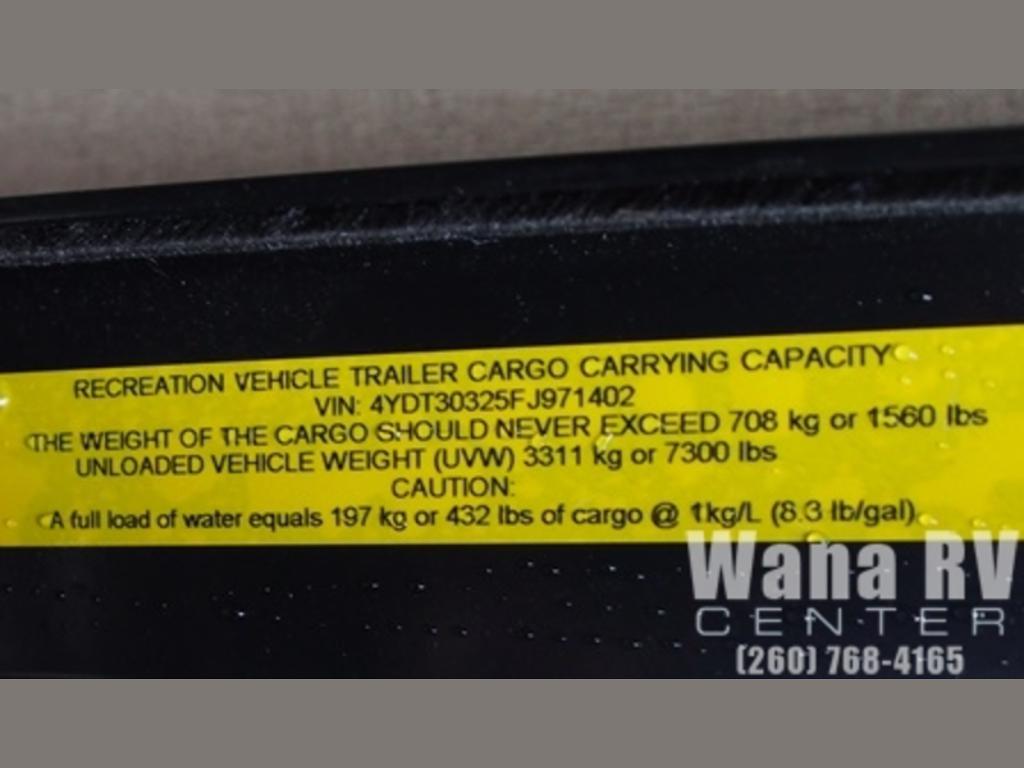 RECREATION VEHICLE TRAILER CARGO CARRYING CAPACITY
VIN: 4YDT30325FJ971402
THE WEIGHT OF THE CARGO SHOULD NEVER EXCEED 708 kg or 1560 lbs
UNLOADED VEHICLE WEIGHT (UVW) 3311 kg or 7300 lbs
CAUTION:
A full load of water equals 197 kg or 432 lbs of cargo @ 1kg/L (8.3 lb/gal)
Wana RV
CENTER
(260) 768-4165